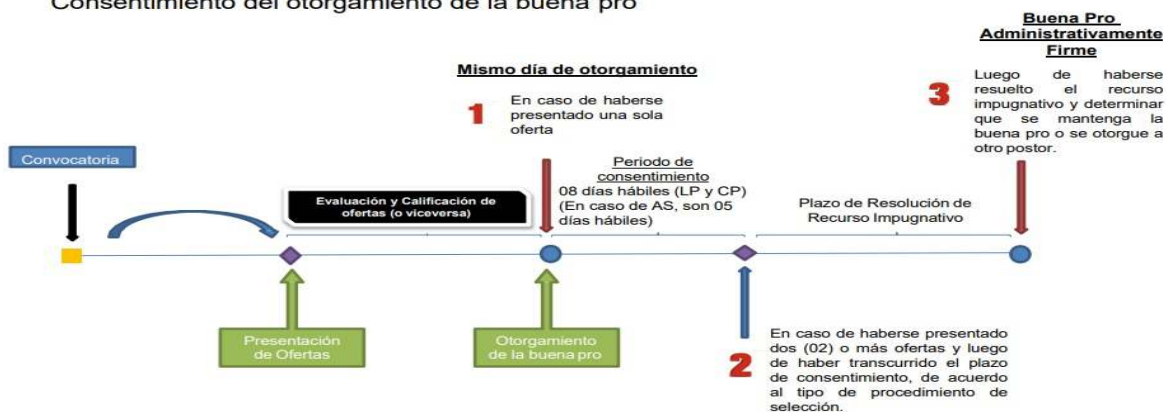 Consentimiento del otorgamiento de la buena pro
Buena Pro
Administrativamente
Firme
Mismo día de otorgamiento
3
Luego de haberse
resuelto el recurso
impugnativo y determinar
que se mantenga la
buena pro o se otorgue a
otro postor.
1
En caso de haberse
presentado una sola
oferta
Convocatoria
Periodo de
consentimiento
08 días hábiles (LP y CP)
(En caso de AS, son 05
días hábiles)
Evaluación y Calificación de
ofertas (o viceversa)
Plazo de Resolución de
Recurso Impugnativo
Presentación
de Ofertas
Otorgamiento
de la buena pro
2
En caso de haberse presentado
dos (02) o más ofertas y luego
de haber transcurrido el plazo
de consentimiento, de acuerdo
al tipo de procedimiento de
selección.